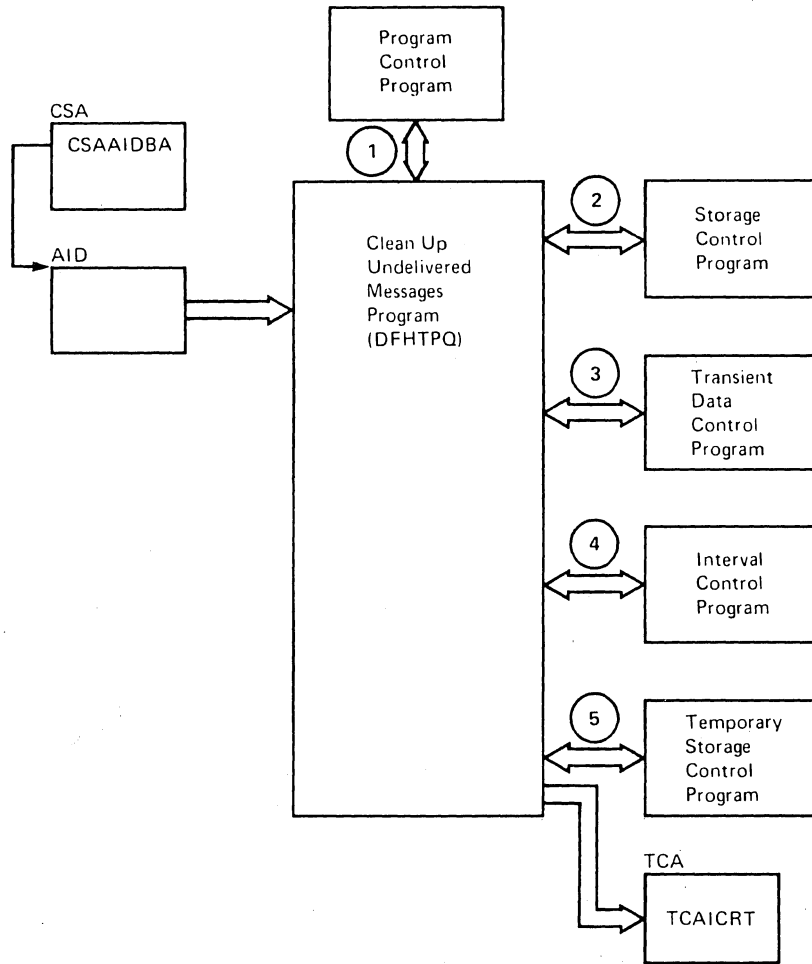 Program
Control
Program
CSA
CSAAIDBA
1
2
Storage
Control
Program
Clean Up
Undelivered
Messages
Program
(DFHTPQ)
AID
3
Transient
Data
Control
Program
4
Interval
Control
Program
5
Temporary
Storage
Control
Program
TCA
TCAICRT